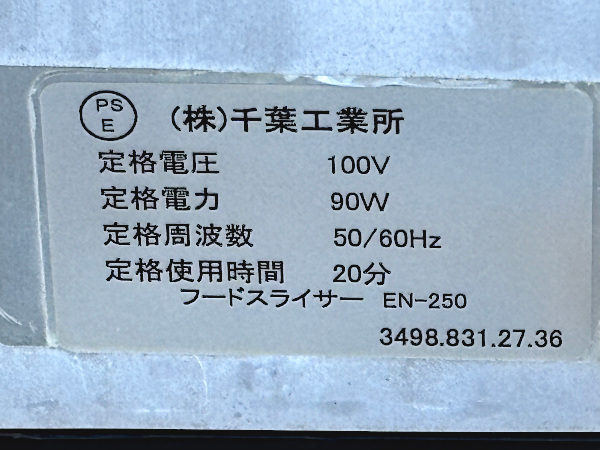 PS
E
(株)千葉工業所
定格電圧 100V
定格電力 90W
定格周波数 50/60Hz
定格使用時間 20分
フードスライサー EN-250
3498.831.27.36